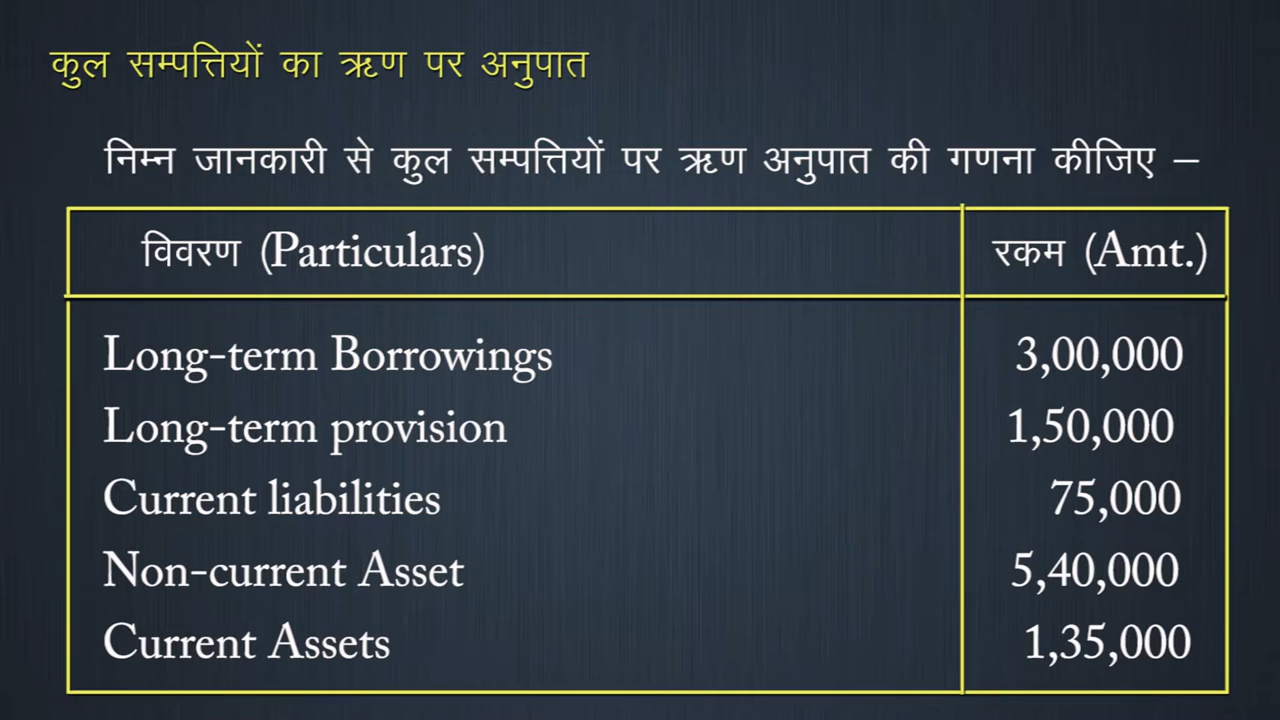 कुल सम्पत्तियों का ऋण पर अनुपात
निम्न जानकारी से कुल सम्पत्तियों पर ऋण अनुपात की गणना कीजिए –
विवरण (Particulars) रकम (Amt.)
Long-term Borrowings 3,00,000
Long-term provision 1,50,000
Current liabilities 75,000
Non-current Asset 5,40,000
Current Assets 1,35,000